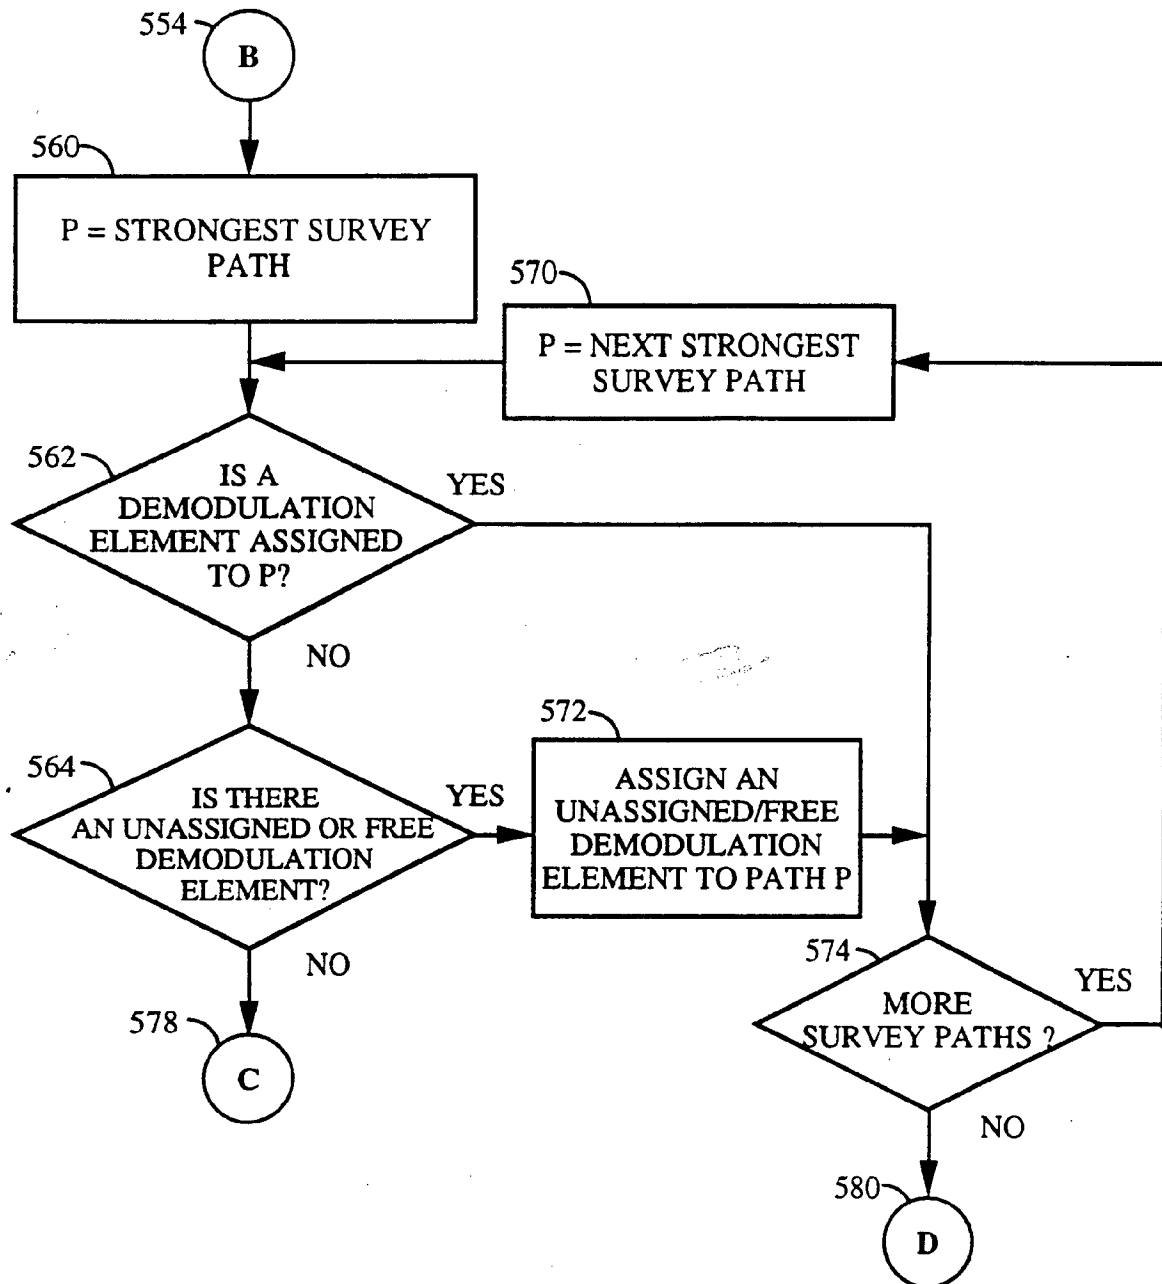 554
B
560
P = STRONGEST SURVEY
PATH
570
P = NEXT STRONGEST
SURVEY PATH
562
IS A
DEMODULATION
ELEMENT ASSIGNED
TO P?
YES
NO
572
564
IS THERE
AN UNASSIGNED OR FREE
DEMODULATION
ELEMENT?
YES
ASSIGN AN
UNASSIGNED/FREE
DEMODULATION
ELEMENT TO PATH P
NO
574
MORE
SURVEY PATHS ?
YES
578
C
NO
580
D